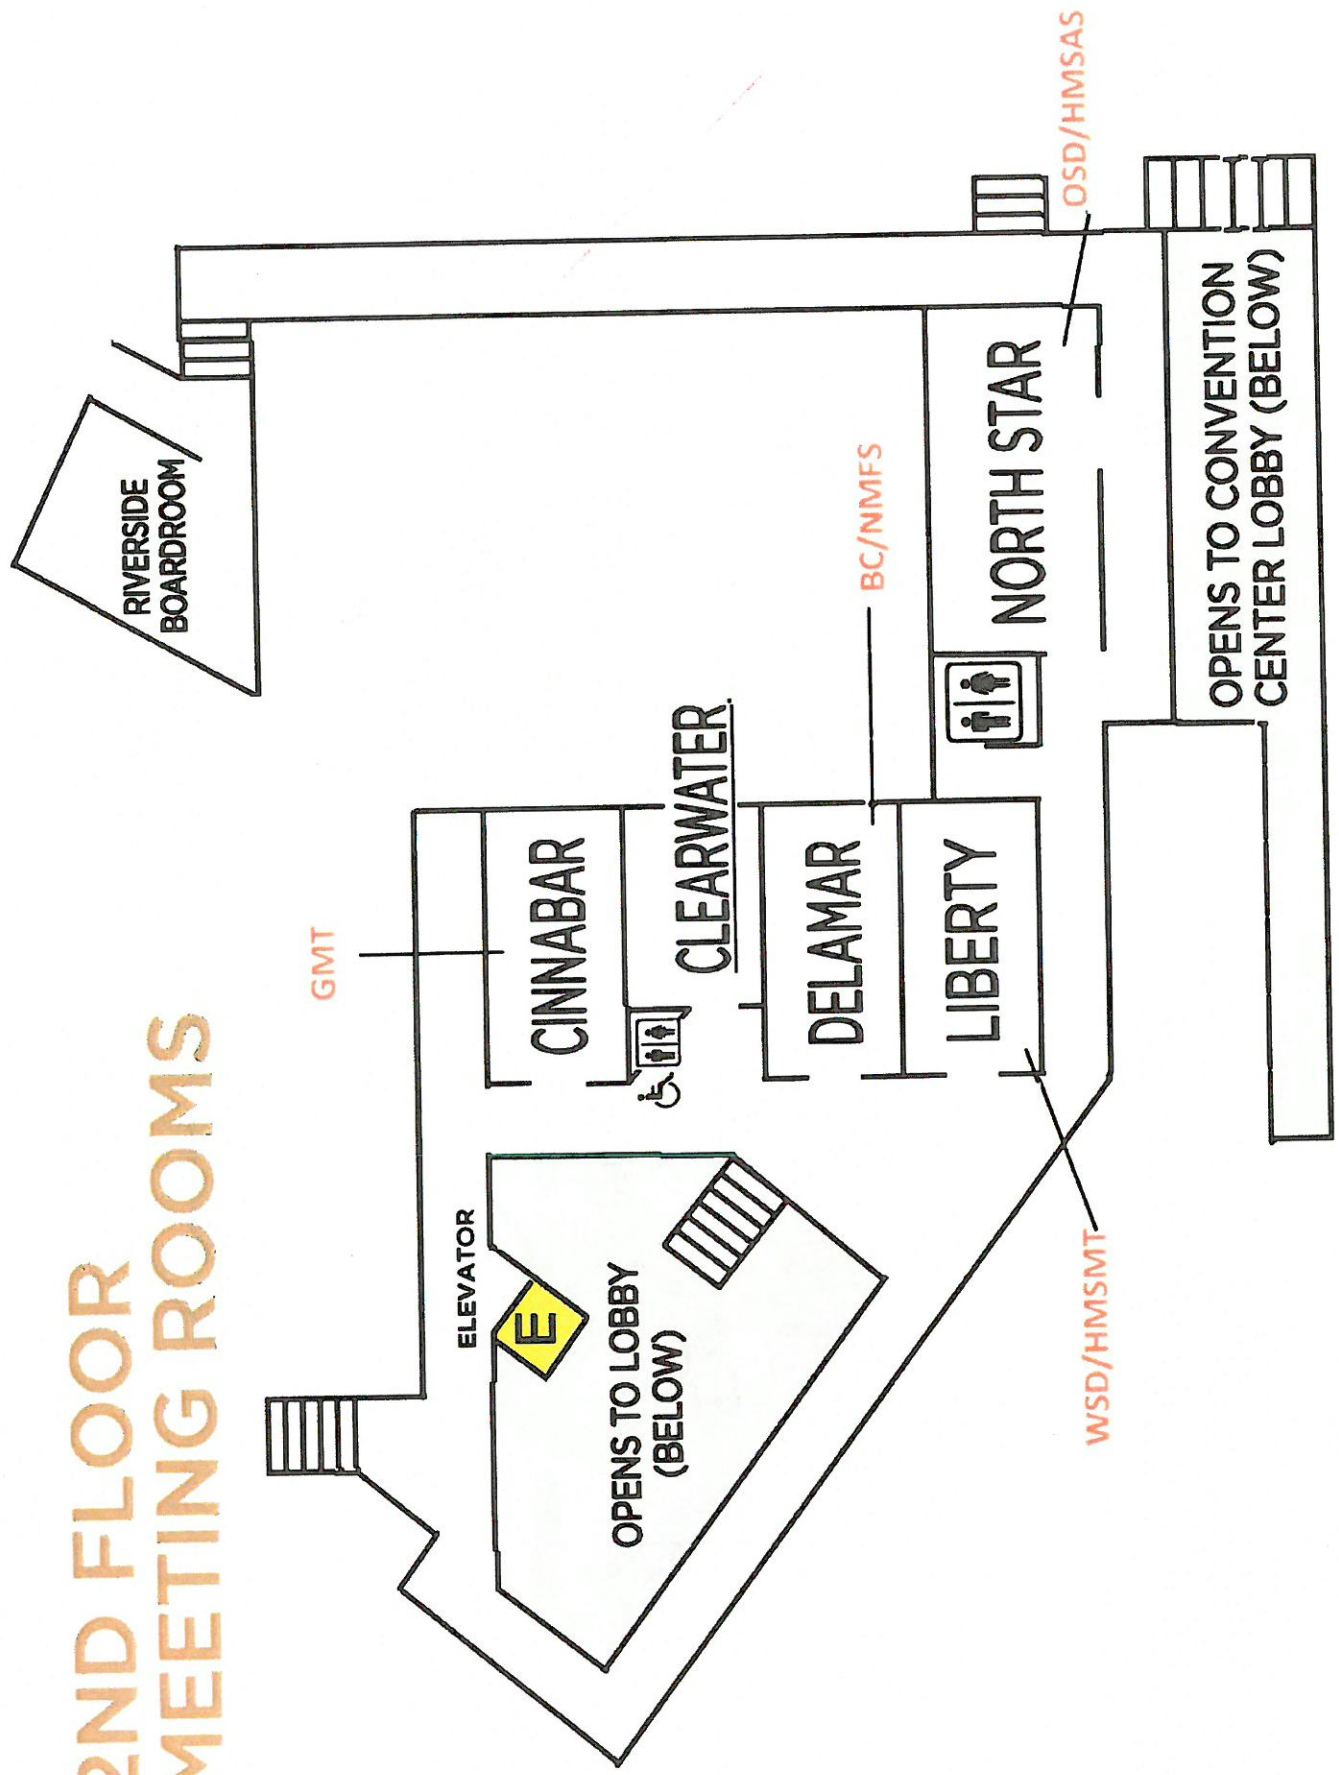 2ND FLOOR
MEETING ROOMS
GMT
RIVERSIDE
BOARDROOM
ELEVATOR
E
CINNABAR
CLEARWATER
OPENS TO LOBBY
(BELOW)
DELAMAR
BC/NMFS
LIBERTY
NORTH STAR
OSD/HMSAS
WSD/HMSMT
OPENS TO CONVENTION
CENTER LOBBY (BELOW)